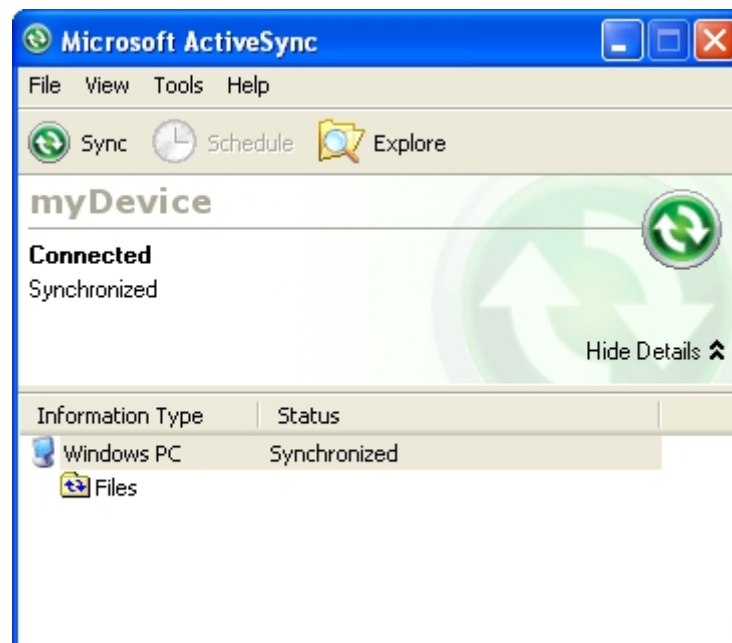 Microsoft ActiveSync
File View Tools Help
Sync Schedule Explore
myDevice
Connected
Synchronized
Hide Details
Information Type Status
Windows PC Synchronized
Files